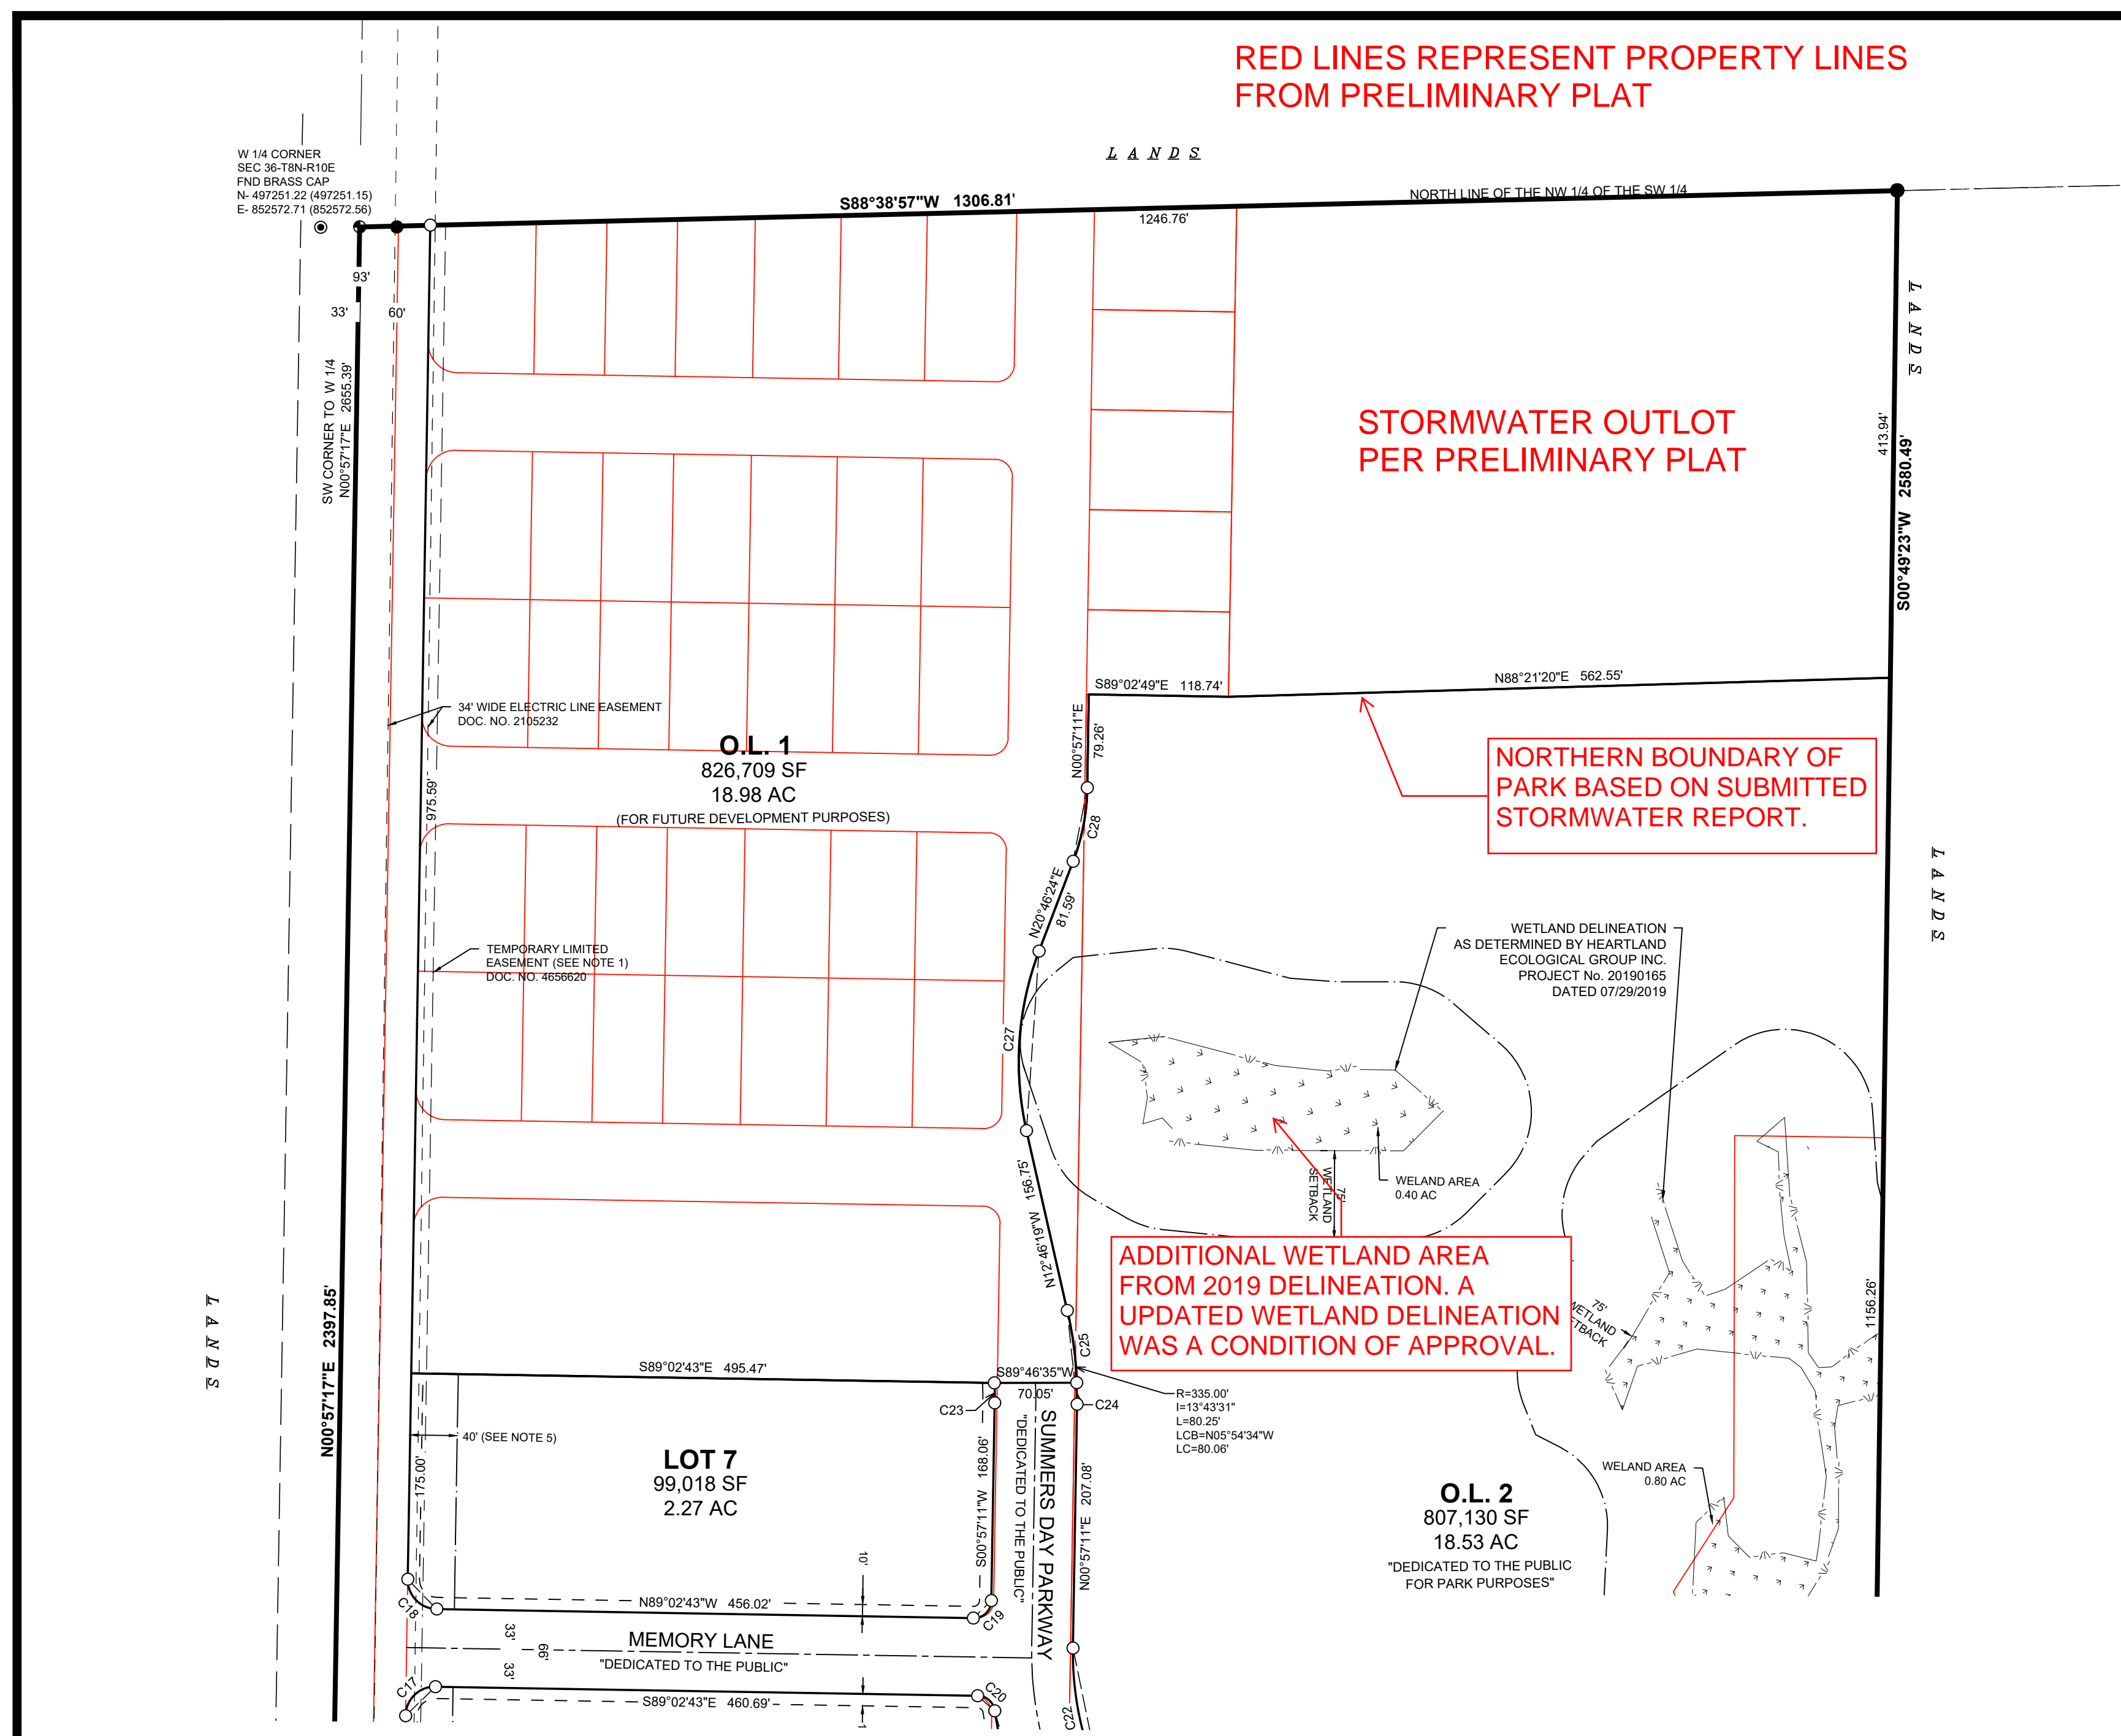 RED LINES REPRESENT PROPERTY LINES
FROM PRELIMINARY PLAT
L A N D S
W 1/4 CORNER
SEC 36-T8N-R10E
FND BRASS CAP
N- 497251.22 (497251.15)
E- 852572.71 (852572.56)
S88°38'57"W 1306.81'
NORTH LINE OF THE NW 1/4 OF THE SW 1/4
1246.76'
93'
33'
60'
SW CORNER TO W 1/4
N00°57'17"E 2655.39'
L A N D S
STORMWATER OUTLOT
PER PRELIMINARY PLAT
413.94'
S00°49'23"W 2580.49'
S89°02'49"E 118.74'
N88°21'20"E 562.55'
34' WIDE ELECTRIC LINE EASEMENT
DOC. NO. 2105232
N00°57'11"E
79.26'
O.L. 1
826,709 SF
18.98 AC
(FOR FUTURE DEVELOPMENT PURPOSES)
975.59'
NORTHERN BOUNDARY OF
PARK BASED ON SUBMITTED
STORMWATER REPORT.
C28
L A N D S
N20°46'24"E
81.59'
TEMPORARY LIMITED
EASEMENT (SEE NOTE 1)
DOC. NO. 4656620
WETLAND DELINEATION
AS DETERMINED BY HEARTLAND
ECOLOGICAL GROUP INC.
PROJECT No. 20190165
DATED 07/29/2019
C27
75'
WETLAND
SETBACK
WELAND AREA
0.40 AC
N12°46'19"W 156.75'
ADDITIONAL WETLAND AREA
FROM 2019 DELINEATION. A
UPDATED WETLAND DELINEATION
WAS A CONDITION OF APPROVAL.
75'
WETLAND
TBACK
1156.26'
L A N D S
N00°57'17"E 2397.85'
C25
S89°02'43"E 495.47'
S89°46'35"W
70.05'
C23
C24
R=335.00'
I=13°43'31"
L=80.25'
LCB=N05°54'34"W
LC=80.06'
40' (SEE NOTE 5)
175.00'
LOT 7
99,018 SF
2.27 AC
S00°57'11"W 168.06'
SUMMERS DAY PARKWAY
"DEDICATED TO THE PUBLIC"
N00°57'11"E 207.08'
WELAND AREA
0.80 AC
O.L. 2
807,130 SF
18.53 AC
"DEDICATED TO THE PUBLIC
FOR PARK PURPOSES"
10'
C18
N89°02'43"W 456.02'
C19
33'
66'
33'
MEMORY LANE
"DEDICATED TO THE PUBLIC"
C17
S89°02'43"E 460.69'
C20
C22
1